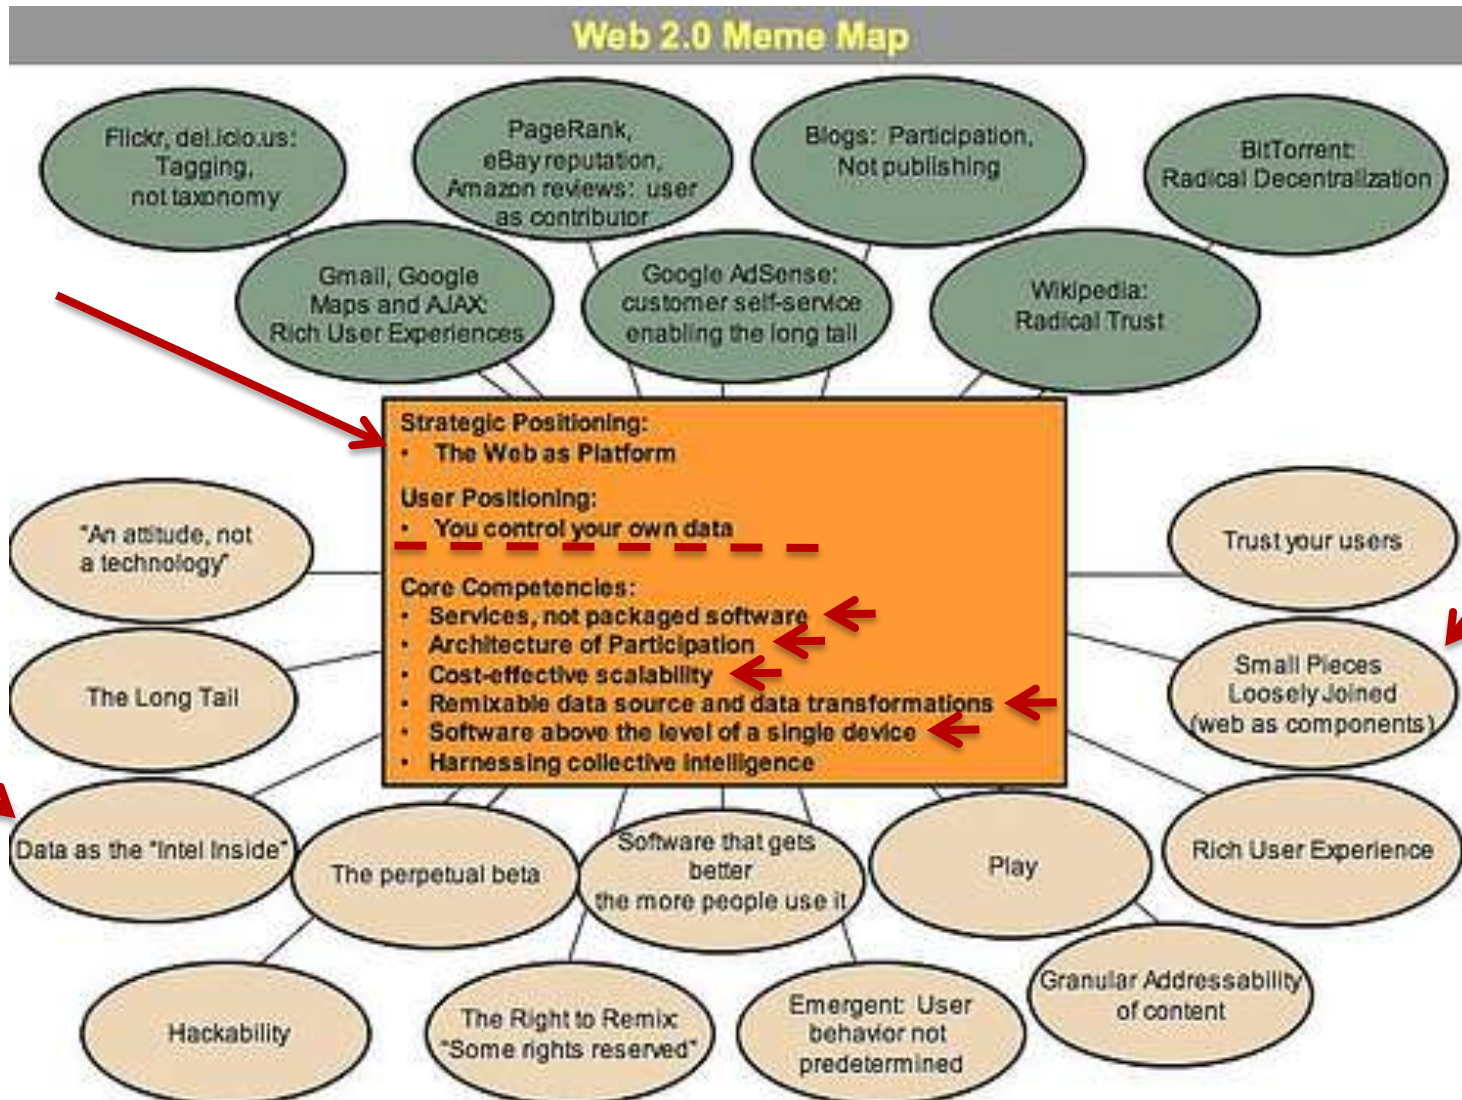 Web 2.0 Meme Map
Flickr, del.icio.us:
Tagging,
not taxonomy
PageRank,
eBay reputation,
Amazon reviews: user
as contributor
Blogs: Participation,
Not publishing
BitTorrent:
Radical Decentralization
Gmail, Google
Maps and AJAX:
Rich User Experiences
Google AdSense:
customer self-service
enabling the long tail
Wikipedia:
Radical Trust
Strategic Positioning:
• The Web as Platform
User Positioning:
• You control your own data
Core Competencies:
• Services, not packaged software
• Architecture of Participation
• Cost-effective scalability
• Remixable data source and data transformations
• Software above the level of a single device
• Harnessing collective intelligence
"An attitude, not
a technology"
Trust your users
The Long Tail
Small Pieces
Loosely Joined
(web as components)
Data as the "Intel Inside"
The perpetual beta
Software that gets
better
the more people use it
Play
Rich User Experience
Hackability
The Right to Remix:
"Some rights reserved"
Emergent: User
behavior not
predetermined
Granular Addressability
of content